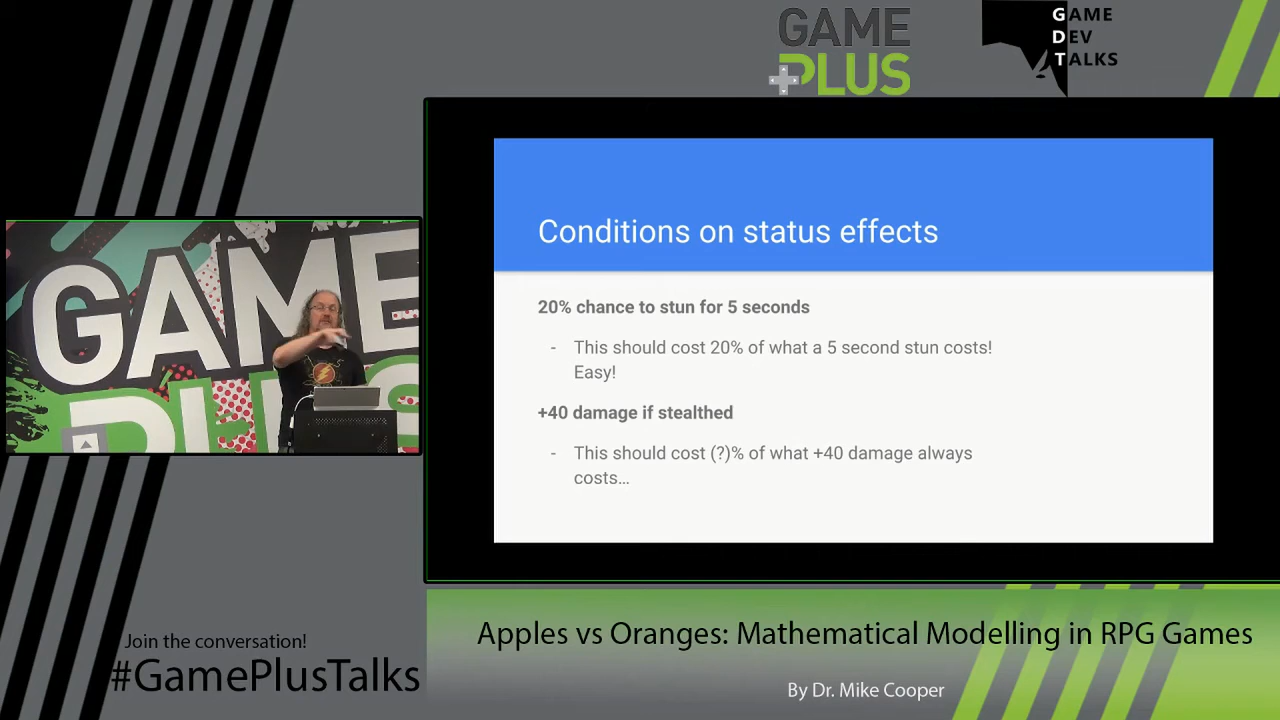 GAME
PLUS
GAME
DEV
TALKS
Conditions on status effects
20% chance to stun for 5 seconds
- This should cost 20% of what a 5 second stun costs!
Easy!
+40 damage if stealthed
- This should cost (?)% of what +40 damage always
costs…
GAME
PLUS
Join the conversation!
#GamePlusTalks
Apples vs Oranges: Mathematical Modelling in RPG Games
By Dr. Mike Cooper